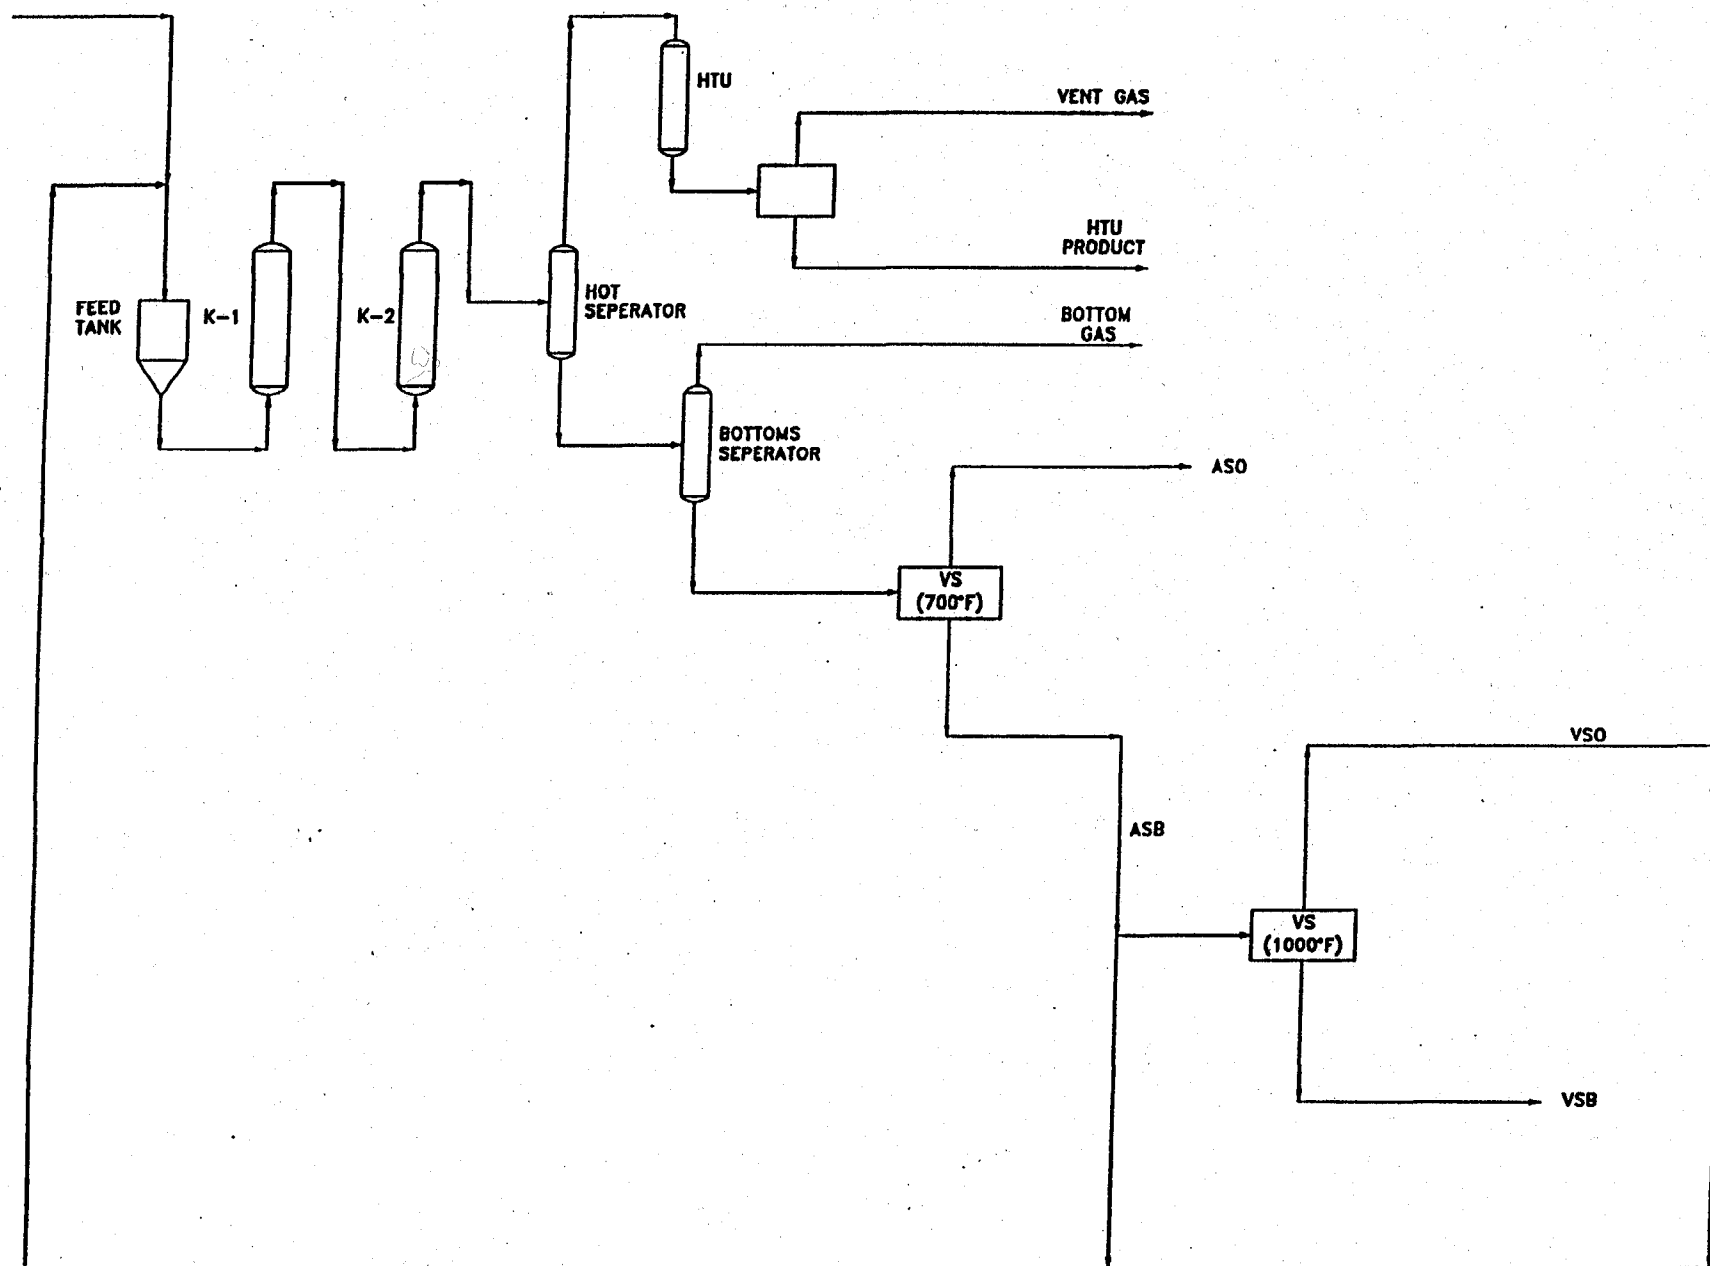 HTU
VENT GAS
HTU
PRODUCT
FEED
TANK
K-1
K-2
HOT
SEPERATOR
BOTTOM
GAS
BOTTOMS
SEPERATOR
ASO
VS
(700°F)
VSO
ASB
VS
(1000°F)
VSB